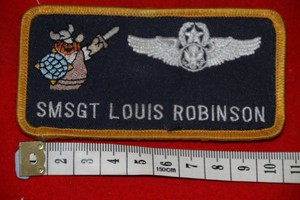 SMSGT LOUIS ROBINSON
1 2 3 4 5 6 7 8 9 10 11
150cm